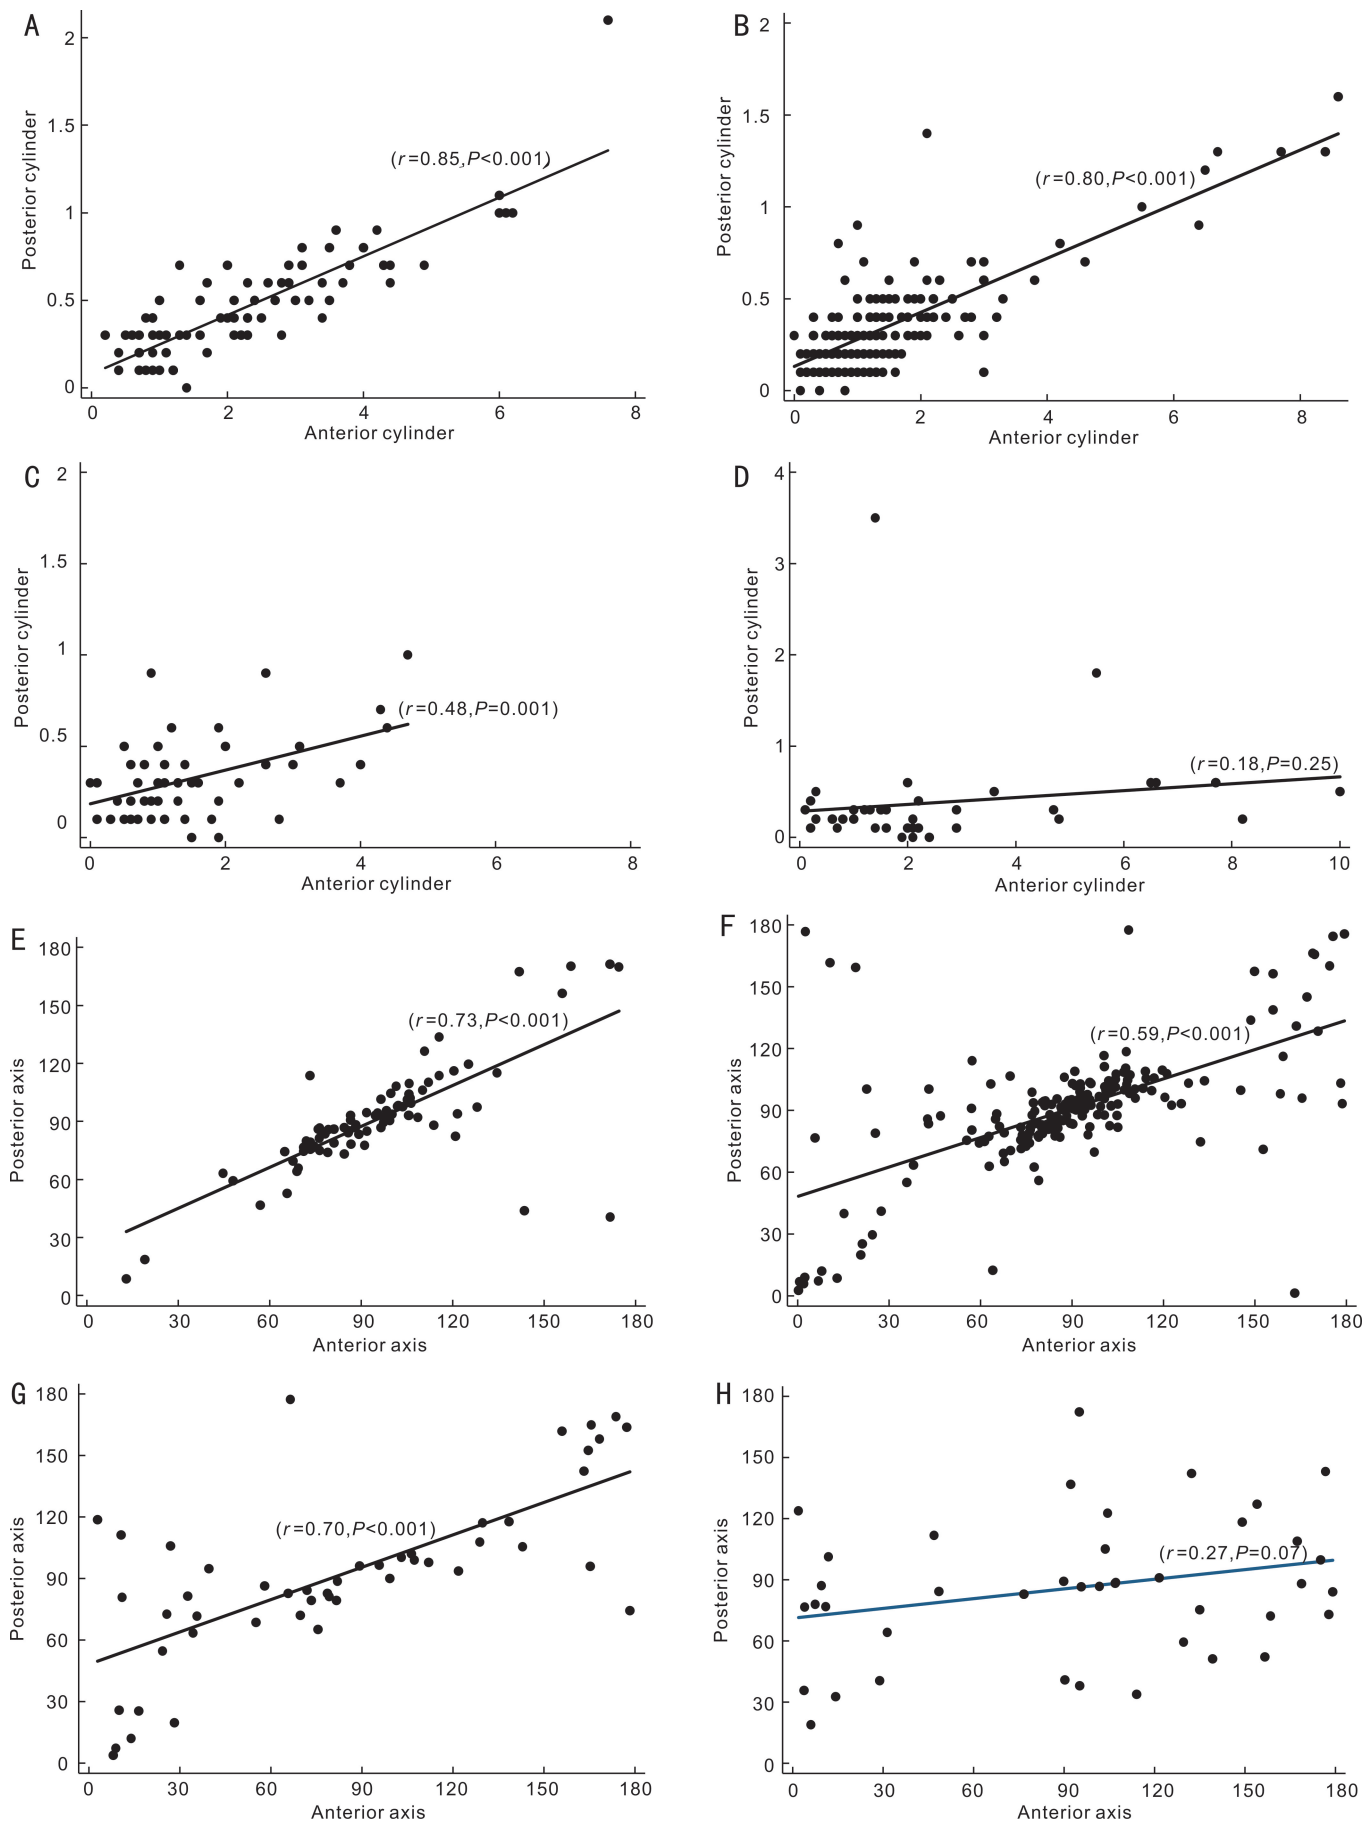 A
2
1.5
1
0.5
0
Posterior cylinder
(r=0.85,P<0.001)
0 2 4 6 8
Anterior cylinder
B
2
1.5
1
0.5
0
Posterior cylinder
(r=0.80,P<0.001)
0 2 4 6 8
Anterior cylinder
C
2
1.5
1
0.5
0
Posterior cylinder
(r=0.48,P=0.001)
0 2 4 6 8
Anterior cylinder
D
4
3
2
1
0
Posterior cylinder
(r=0.18,P=0.25)
0 2 4 6 8 10
Anterior cylinder
E
180
150
120
90
60
30
0
Posterior axis
(r=0.73,P<0.001)
0 30 60 90 120 150 180
Anterior axis
F
180
150
120
90
60
30
0
Posterior axis
(r=0.59,P<0.001)
0 30 60 90 120 150 180
Anterior axis
G
180
150
120
90
60
30
0
Posterior axis
(r=0.70,P<0.001)
0 30 60 90 120 150 180
Anterior axis
H
180
150
120
90
60
30
0
Posterior axis
(r=0.27,P=0.07)
0 30 60 90 120 150 180
Anterior axis